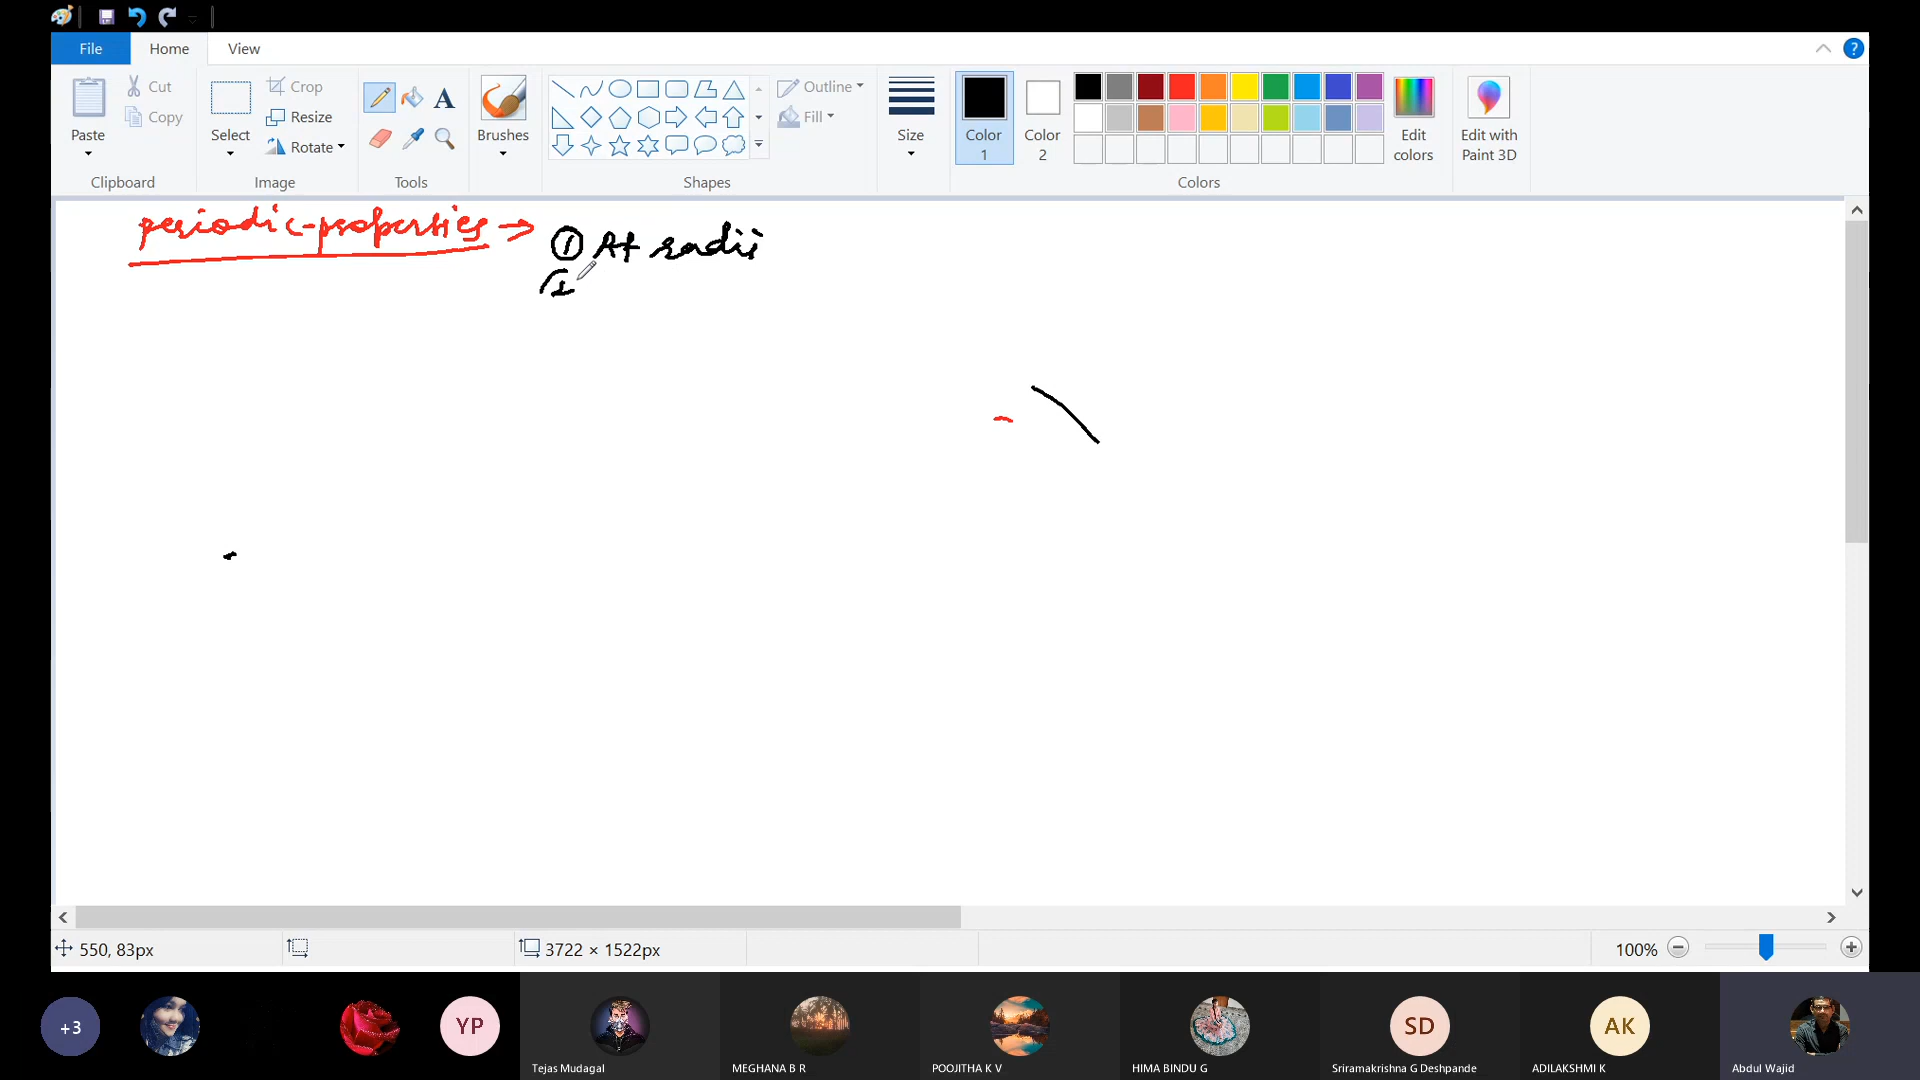 File Home View
Paste Cut Copy Clipboard
Select Crop Resize Rotate Image
A Tools
Brushes
Shapes Outline Fill
Size
Color 1 Color 2 Colors
Edit colors
Edit with Paint 3D
?
periodic-properties → ① At radii
550, 83px
3722 × 1522px
100%
+3
YP
Tejas Mudagal
MEGHANA B R
POOJITHA K V
HIMA BINDU G
SD
Sriramakrishna G Deshpande
AK
ADILAKSHMI K
Abdul Wajid